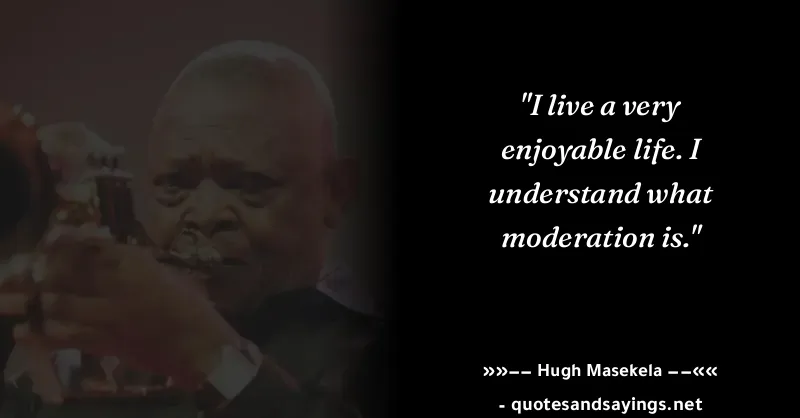 "I live a very
enjoyable life. I
understand what
moderation is."
»»–– Hugh Masekela ––««
- quotesandsayings.net